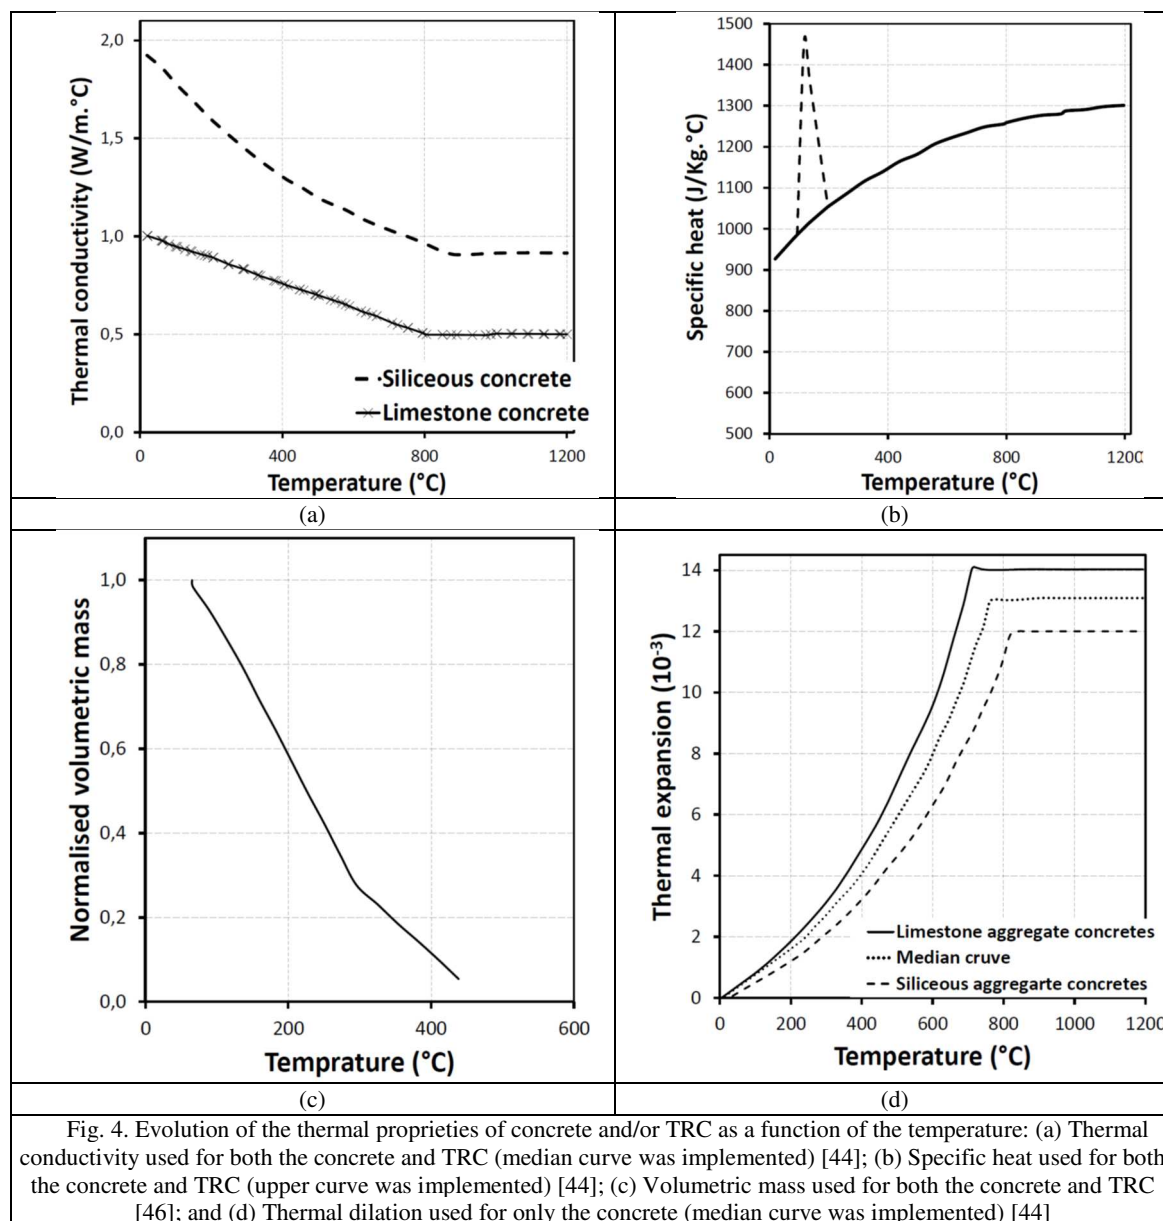 2,0
1,5
1,0
0,5
0,0
Thermal conductivity (W/m.°C)
Siliceous concrete
Limestone concrete
0 400 800 1200
Temperature (°C)
(a)
1500
1400
1300
1200
1100
1000
900
800
700
600
500
Specific heat (J/Kg.°C)
0 400 800 1200
Temperature (°C)
(b)
1,0
0,8
0,6
0,4
0,2
0,0
Normalised volumetric mass
0 200 400 600
Temprature (°C)
(c)
14
12
10
8
6
4
2
0
Thermal expansion (10-3)
Limestone aggregate concretes
Median cruve
Siliceous aggregarte concretes
0 200 400 600 800 1000 1200
Temperature (°C)
(d)
Fig. 4. Evolution of the thermal proprieties of concrete and/or TRC as a function of the temperature: (a) Thermal
conductivity used for both the concrete and TRC (median curve was implemented) [44]; (b) Specific heat used for both
the concrete and TRC (upper curve was implemented) [44]; (c) Volumetric mass used for both the concrete and TRC
[46]; and (d) Thermal dilation used for only the concrete (median curve was implemented) [44]